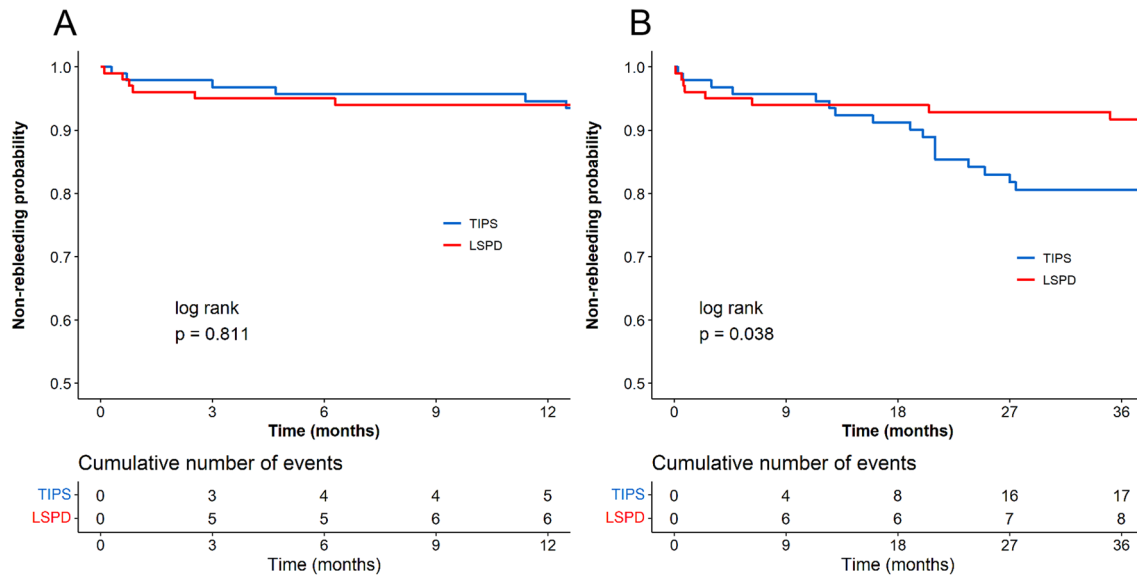 A
Non-rebleeding probability
1.0
0.9
0.8
0.7
0.6
0.5
TIPS
LSPD
log rank
p = 0.811
0 3 6 9 12
Time (months)
Cumulative number of events
TIPS 0 3 4 4 5
LSPD 0 5 5 6 6
0 3 6 9 12
Time (months)
B
Non-rebleeding probability
1.0
0.9
0.8
0.7
0.6
0.5
TIPS
LSPD
log rank
p = 0.038
0 9 18 27 36
Time (months)
Cumulative number of events
TIPS 0 4 8 16 17
LSPD 0 6 6 7 8
0 9 18 27 36
Time (months)